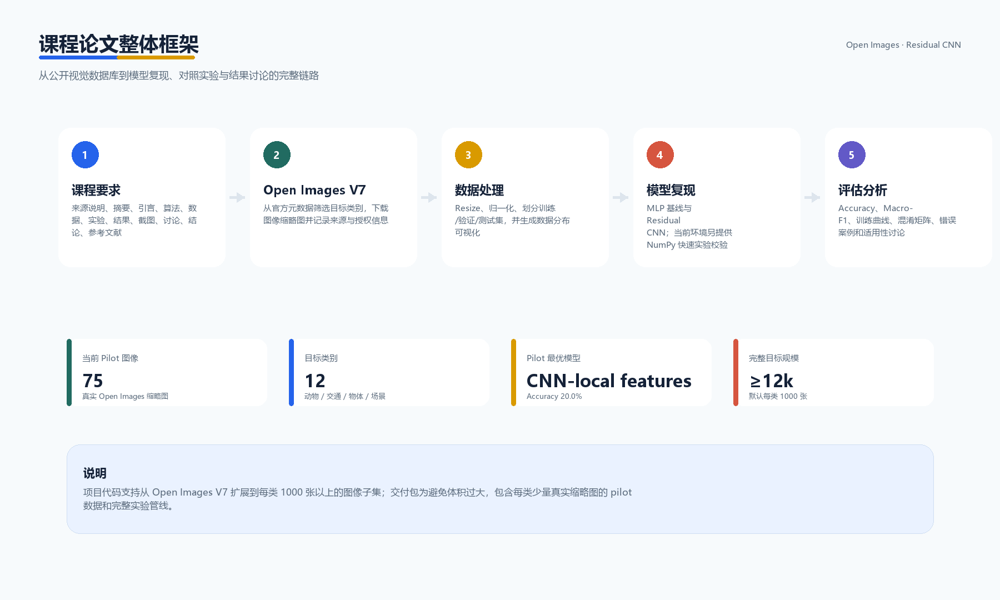 课程论文整体框架
Open Images · Residual CNN
从公开视觉数据库到模型复现、对照实验与结果讨论的完整链路
1
课程要求
来源说明、摘要、引言、算法、数
据、实验、结果、截图、讨论、结
论、参考文献
2
Open Images V7
从官方元数据筛选目标类别，下载
图像缩略图并记录来源与授权信息
3
数据处理
Resize、归一化、划分训练
/验证/测试集，并生成数据分布
可视化
4
模型复现
MLP 基线与
Residual
CNN；当前环境另提供
NumPy 快速实验校验
5
评估分析
Accuracy、Macro-
F1、训练曲线、混淆矩阵、错误
案例和适用性讨论
当前 Pilot 图像
75
真实 Open Images 缩略图
目标类别
12
动物 / 交通 / 物体 / 场景
Pilot 最优模型
CNN-local features
Accuracy 20.0%
完整目标规模
≥12k
默认每类 1000 张
说明
项目代码支持从 Open Images V7 扩展到每类 1000 张以上的图像子集；交付包为避免体积过大，包含每类少量真实缩略图的 pilot
数据和完整实验管线。